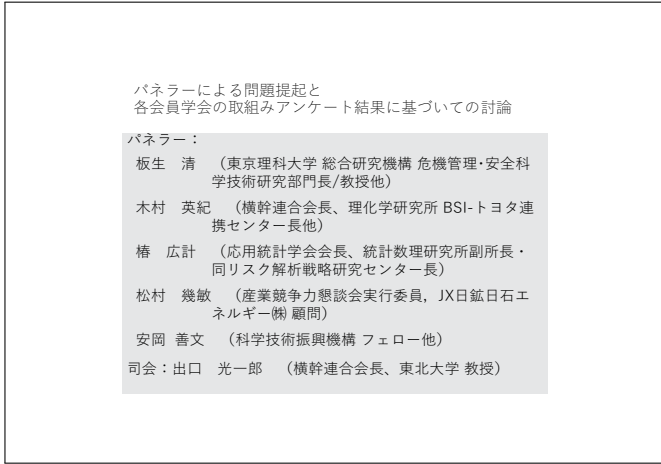 パネラーによる問題提起と
各会員学会の取組みアンケート結果に基づいての討論
パネラー：
板生　清　（東京理科大学 総合研究機構 危機管理・安全科
学技術研究部門長/教授他）
木村　英紀　（横幹連合会長、理化学研究所 BSI-トヨタ連
携センター長他）
椿　広計　（応用統計学会会長、統計数理研究所副所長・
同リスク解析戦略研究センター長）
松村　幾敏　（産業競争力懇談会実行委員，JX日鉱日石エ
ネルギー㈱ 顧問）
安岡 善文　（科学技術振興機構 フェロー他）
司会：出口　光一郎　（横幹連合会長、東北大学 教授）